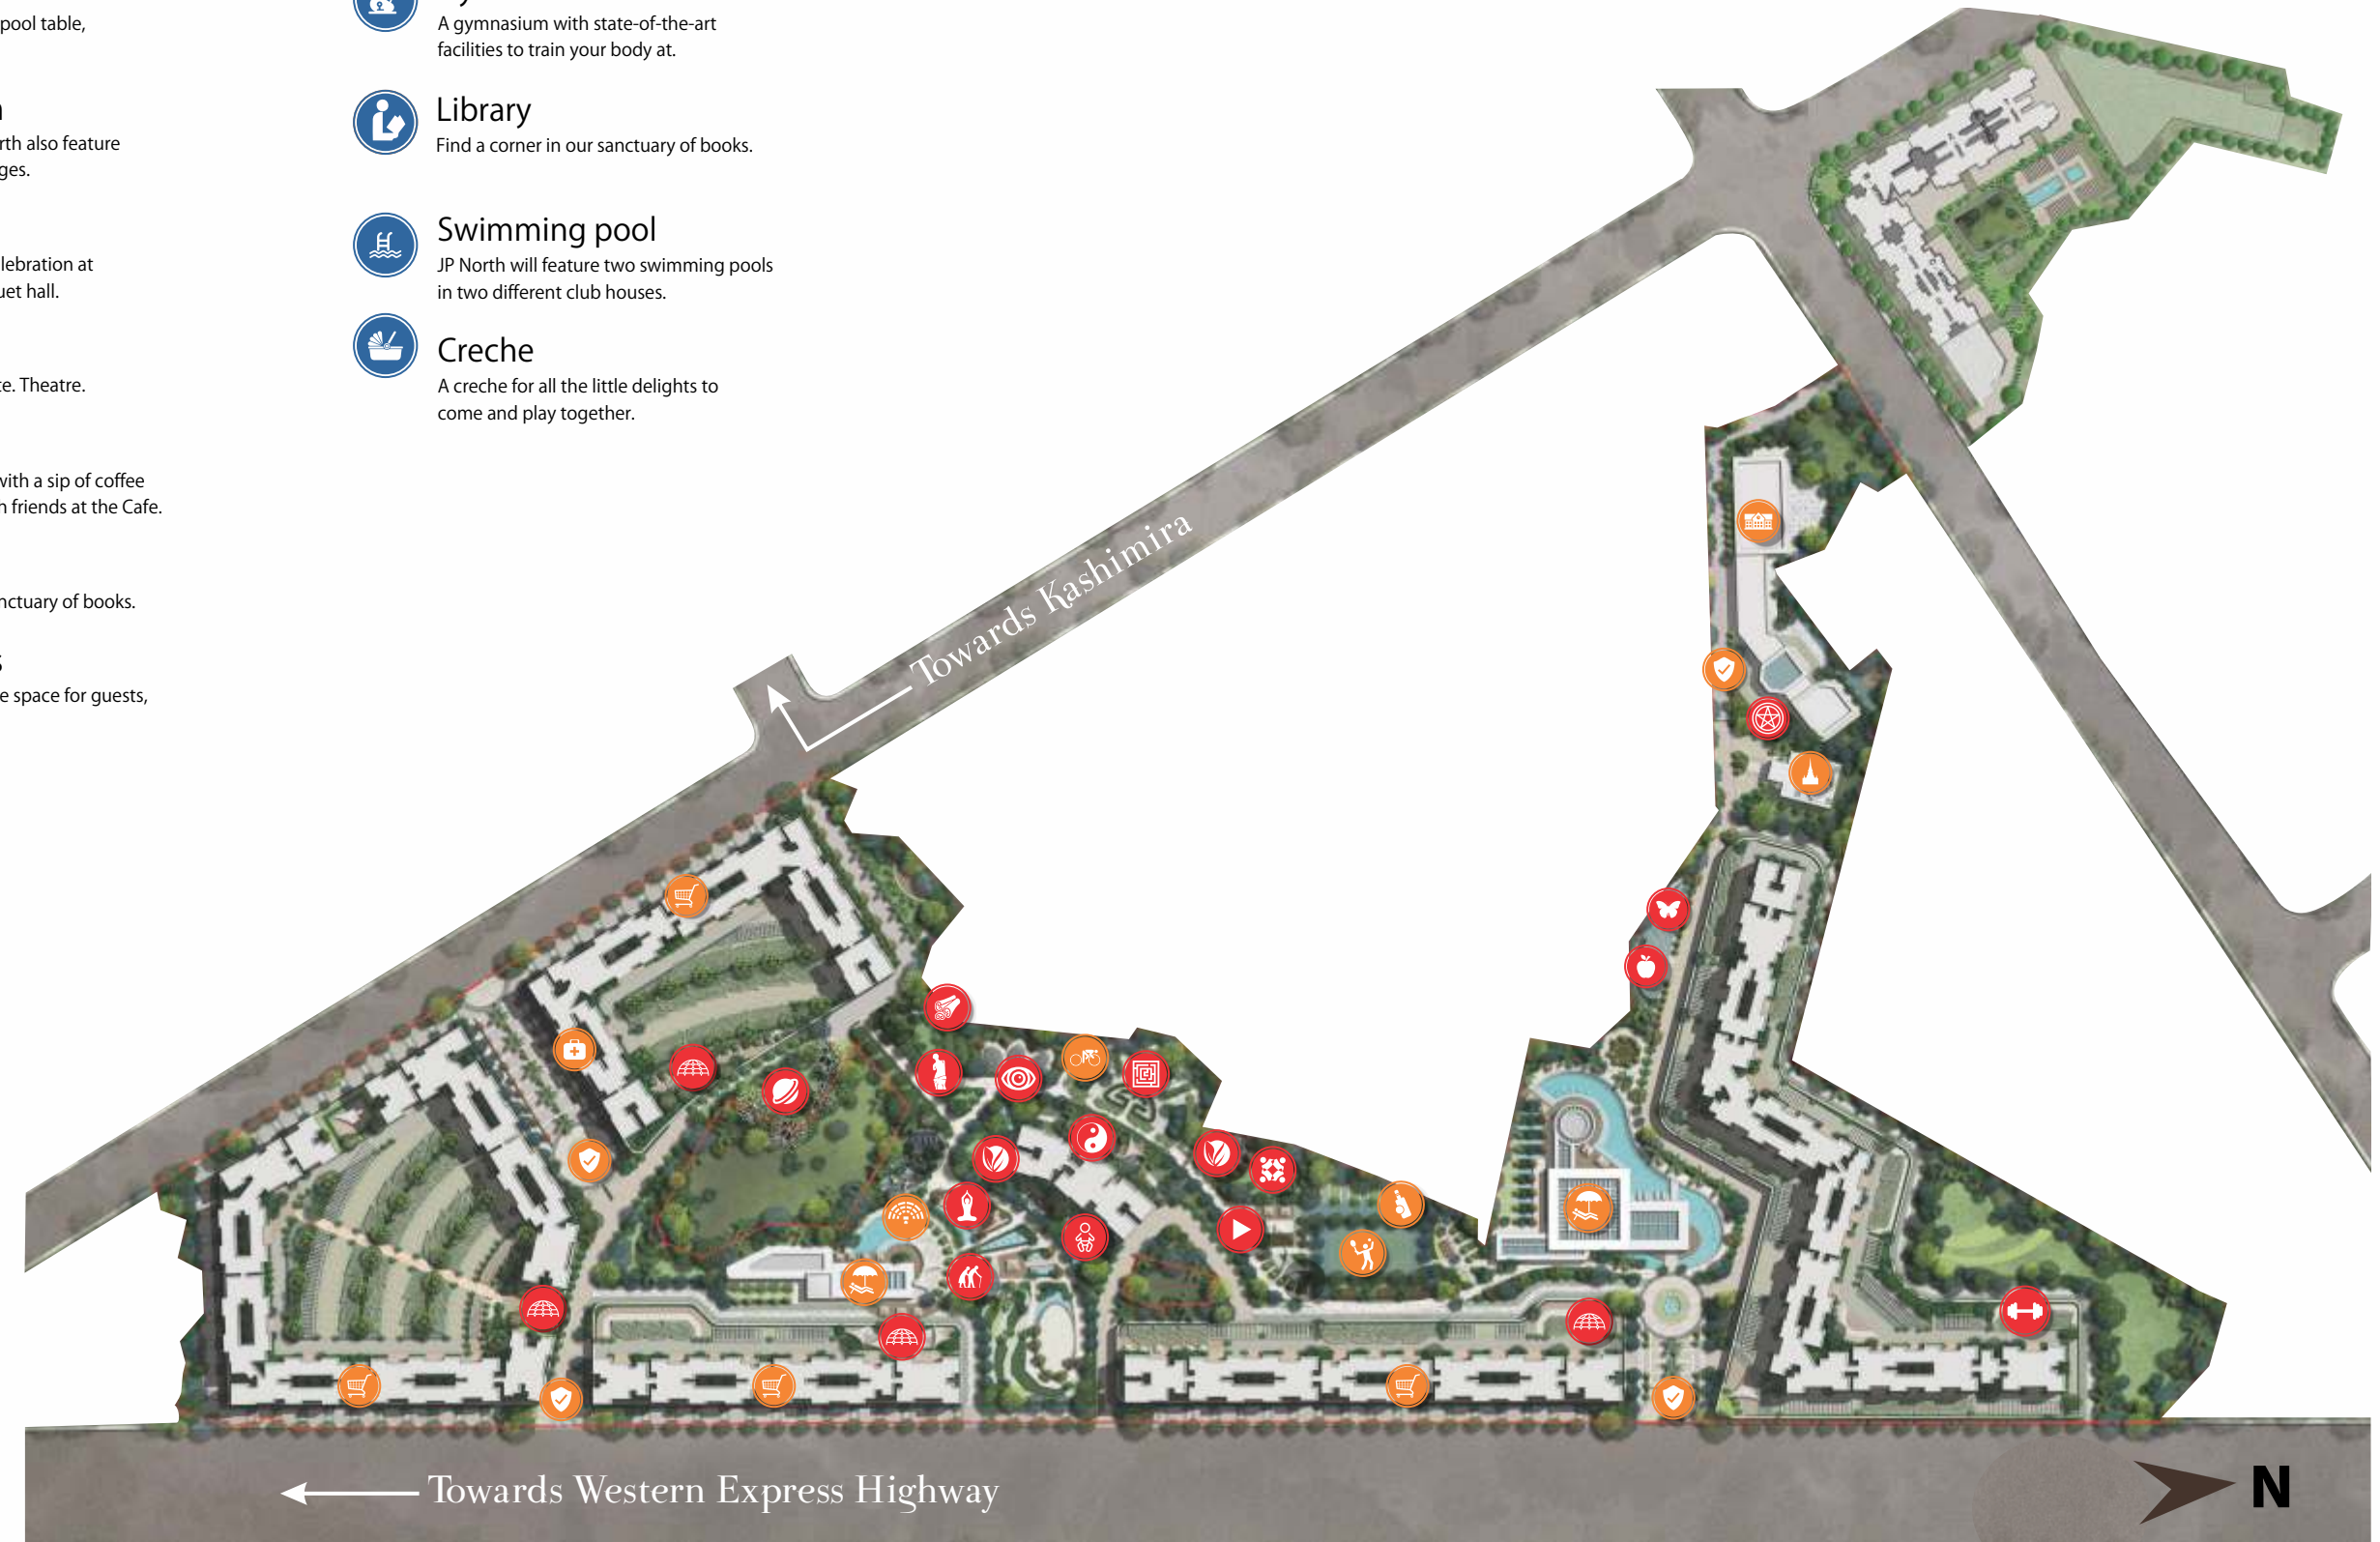 pool table,
rth also feature
ges.
lebration at
uet hall.
e. Theatre.
with a sip of coffee
h friends at the Cafe.
nctuary of books.
s
e space for guests,
A gymnasium with state-of-the-art
facilities to train your body at.
Library
Find a corner in our sanctuary of books.
Swimming pool
JP North will feature two swimming pools
in two different club houses.
Creche
A creche for all the little delights to
come and play together.
Towards Kashimira
Towards Western Express Highway
N